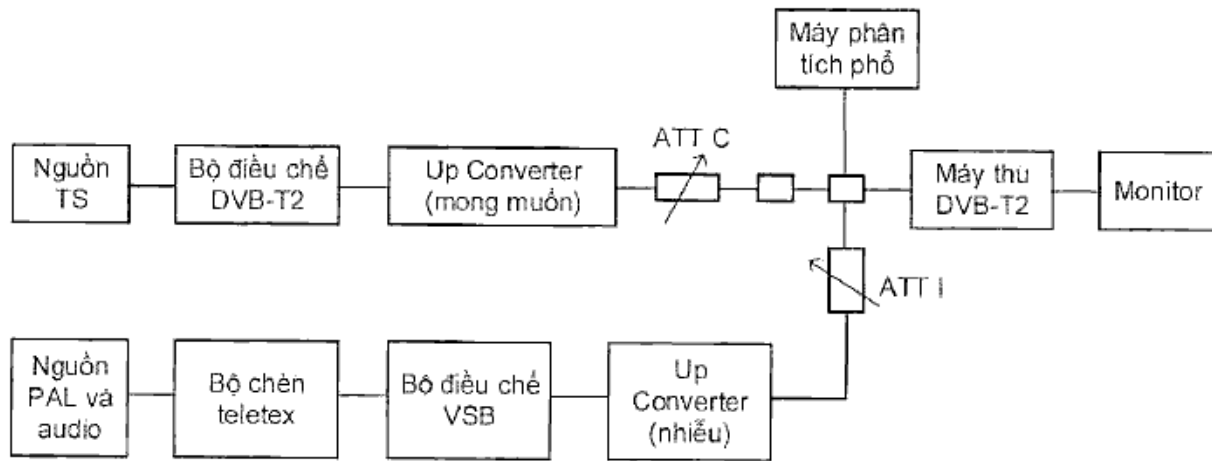 Máy phân
tích phổ
ATT C
Nguồn
TS
Bộ điều chế
DVB-T2
Up Converter
(mong muốn)
Máy thu
DVB-T2
Monitor
ATT I
Nguồn
PAL và
audio
Bộ chèn
teletex
Bộ điều chế
VSB
Up
Converter
(nhiễu)